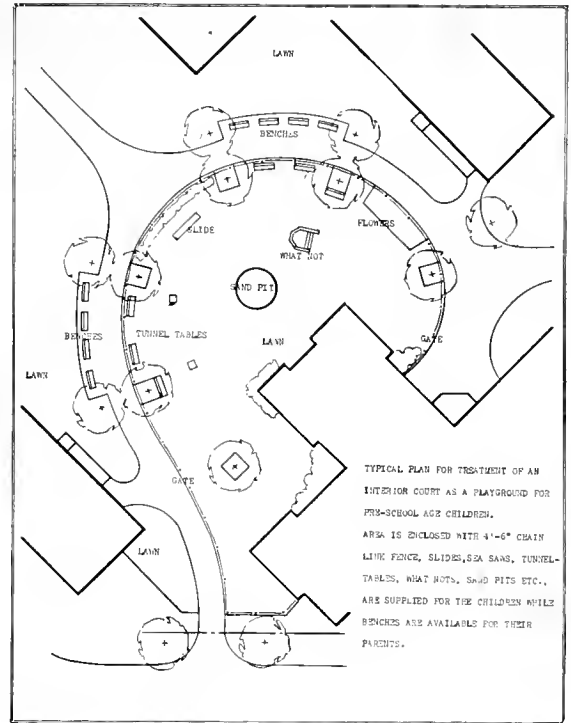 LAWN
BENCHES
SLIDE
FLOWERS
WHAT NOT
SAND PIT
BENCHES
TUNNEL TABLES
LAWN
GATE
LAWN
GATE
LAWN
TYPICAL PLAN FOR TREATMENT OF AN
INTERIOR COURT AS A PLAYGROUND FOR
PRE-SCHOOL AGE CHILDREN.
AREA IS ENCLOSED WITH 4'-6" CHAIN
LINK FENCE, SLIDES, SEA SAWS, TUNNEL-
TABLES, WHAT NOTS, SAND PITS ETC.,
ARE SUPPLIED FOR THE CHILDREN WHILE
BENCHES ARE AVAILABLE FOR THEIR
PARENTS.